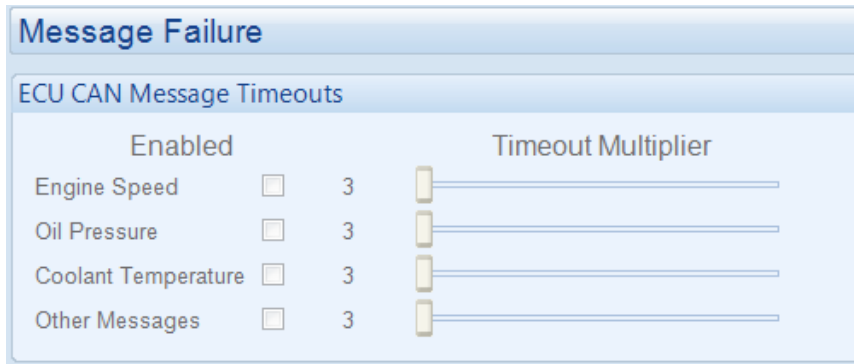 Message Failure
ECU CAN Message Timeouts
Enabled Timeout Multiplier
Engine Speed 3
Oil Pressure 3
Coolant Temperature 3
Other Messages 3